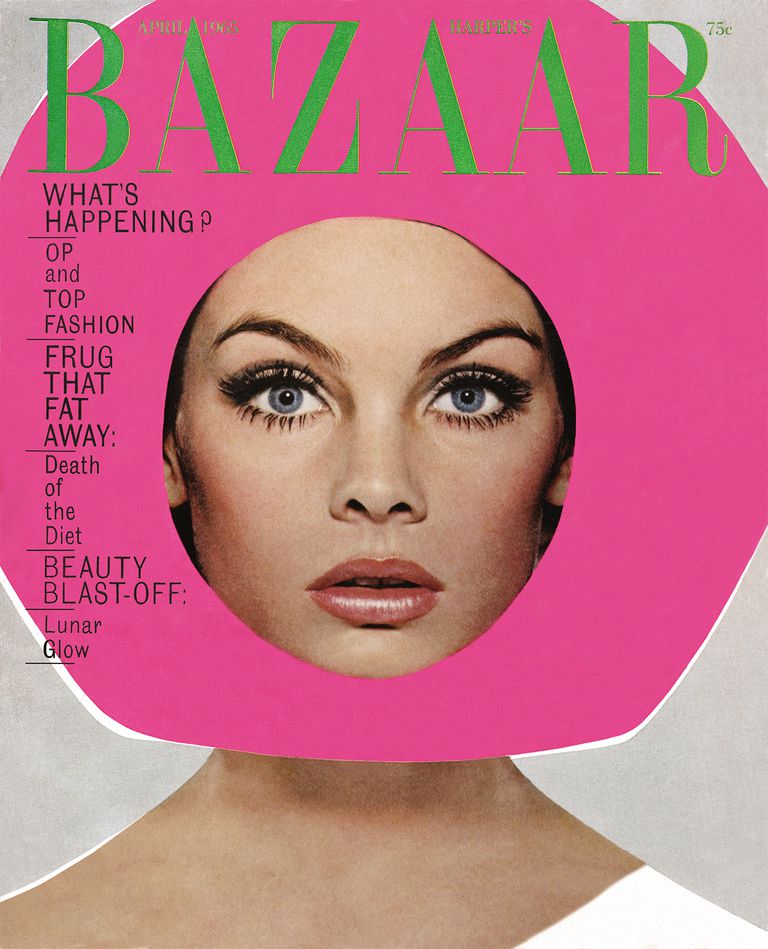 APRIL, 1965 HARPER'S 75c
BAZAAR
WHAT'S
HAPPENING?
OP
and
TOP
FASHION
FRUG
THAT
FAT
AWAY:
Death
of
the
Diet
BEAUTY
BLAST-OFF:
Lunar
Glow